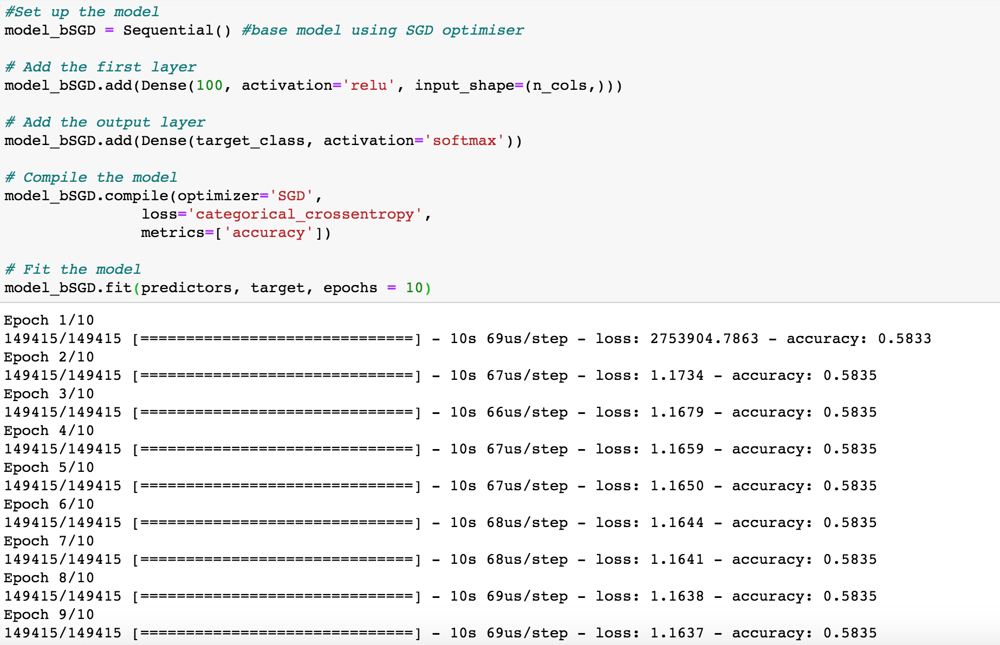 #Set up the model
model_bSGD = Sequential() #base model using SGD optimiser
# Add the first layer
model_bSGD.add(Dense(100, activation='relu', input_shape=(n_cols,)))
# Add the output layer
model_bSGD.add(Dense(target_class, activation='softmax'))
# Compile the model
model_bSGD.compile(optimizer='SGD',
loss='categorical_crossentropy',
metrics=['accuracy'])
# Fit the model
model_bSGD.fit(predictors, target, epochs = 10)
Epoch 1/10
149415/149415 [==============================] - 10s 69us/step - loss: 2753904.7863 - accuracy: 0.5833
Epoch 2/10
149415/149415 [==============================] - 10s 67us/step - loss: 1.1734 - accuracy: 0.5835
Epoch 3/10
149415/149415 [==============================] - 10s 66us/step - loss: 1.1679 - accuracy: 0.5835
Epoch 4/10
149415/149415 [==============================] - 10s 67us/step - loss: 1.1659 - accuracy: 0.5835
Epoch 5/10
149415/149415 [==============================] - 10s 67us/step - loss: 1.1650 - accuracy: 0.5835
Epoch 6/10
149415/149415 [==============================] - 10s 68us/step - loss: 1.1644 - accuracy: 0.5835
Epoch 7/10
149415/149415 [==============================] - 10s 68us/step - loss: 1.1641 - accuracy: 0.5835
Epoch 8/10
149415/149415 [==============================] - 10s 69us/step - loss: 1.1638 - accuracy: 0.5835
Epoch 9/10
149415/149415 [==============================] - 10s 69us/step - loss: 1.1637 - accuracy: 0.5835